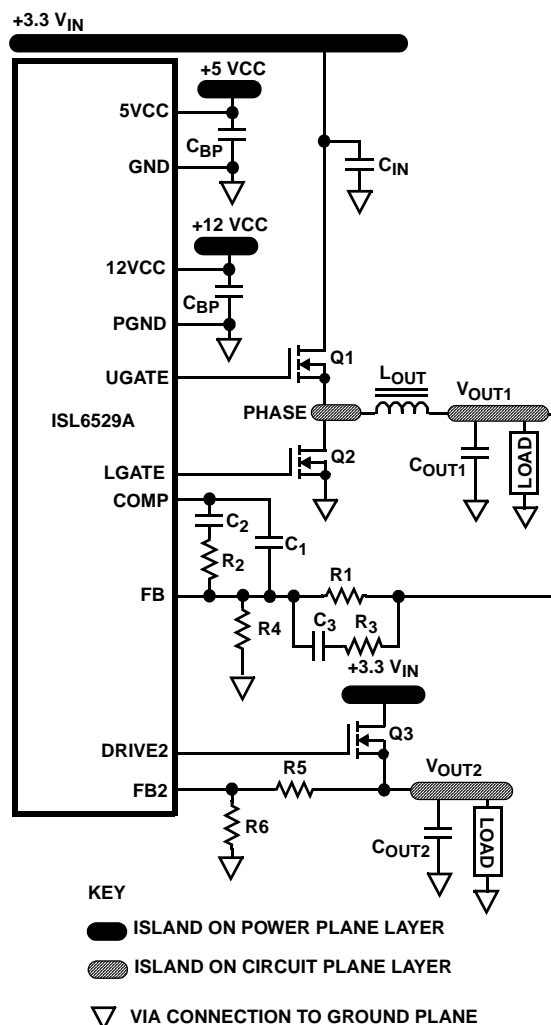 +3.3 VIN
+5 VCC
5VCC
CBP
GND
CIN
+12 VCC
12VCC
CBP
PGND
Q1
UGATE
LOUT
VOUT1
PHASE
ISL6529A
Q2
COUT1
LOAD
LGATE
COMP
C2
C1
R2
R1
FB
C3
R3
R4
+3.3 VIN
Q3
DRIVE2
VOUT2
R5
FB2
R6
COUT2
LOAD
KEY
ISLAND ON POWER PLANE LAYER
ISLAND ON CIRCUIT PLANE LAYER
VIA CONNECTION TO GROUND PLANE